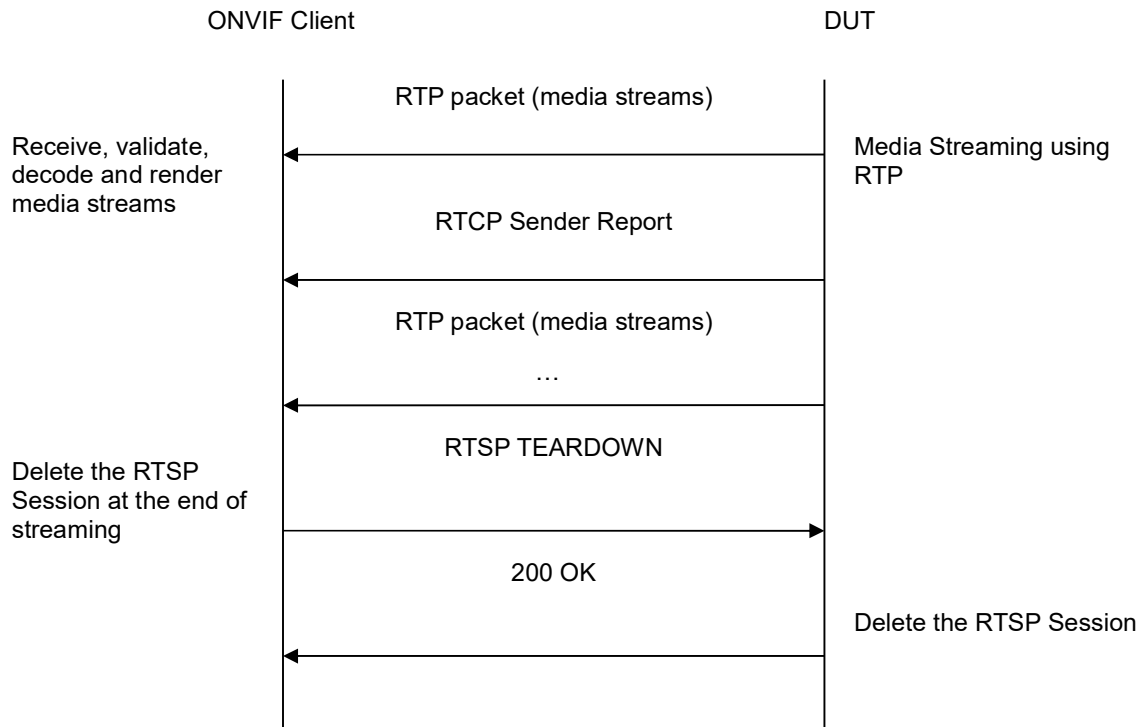 ONVIF Client
DUT
RTP packet (media streams)
Receive, validate,
decode and render
media streams
Media Streaming using
RTP
RTCP Sender Report
RTP packet (media streams)
…
RTSP TEARDOWN
Delete the RTSP
Session at the end of
streaming
200 OK
Delete the RTSP Session